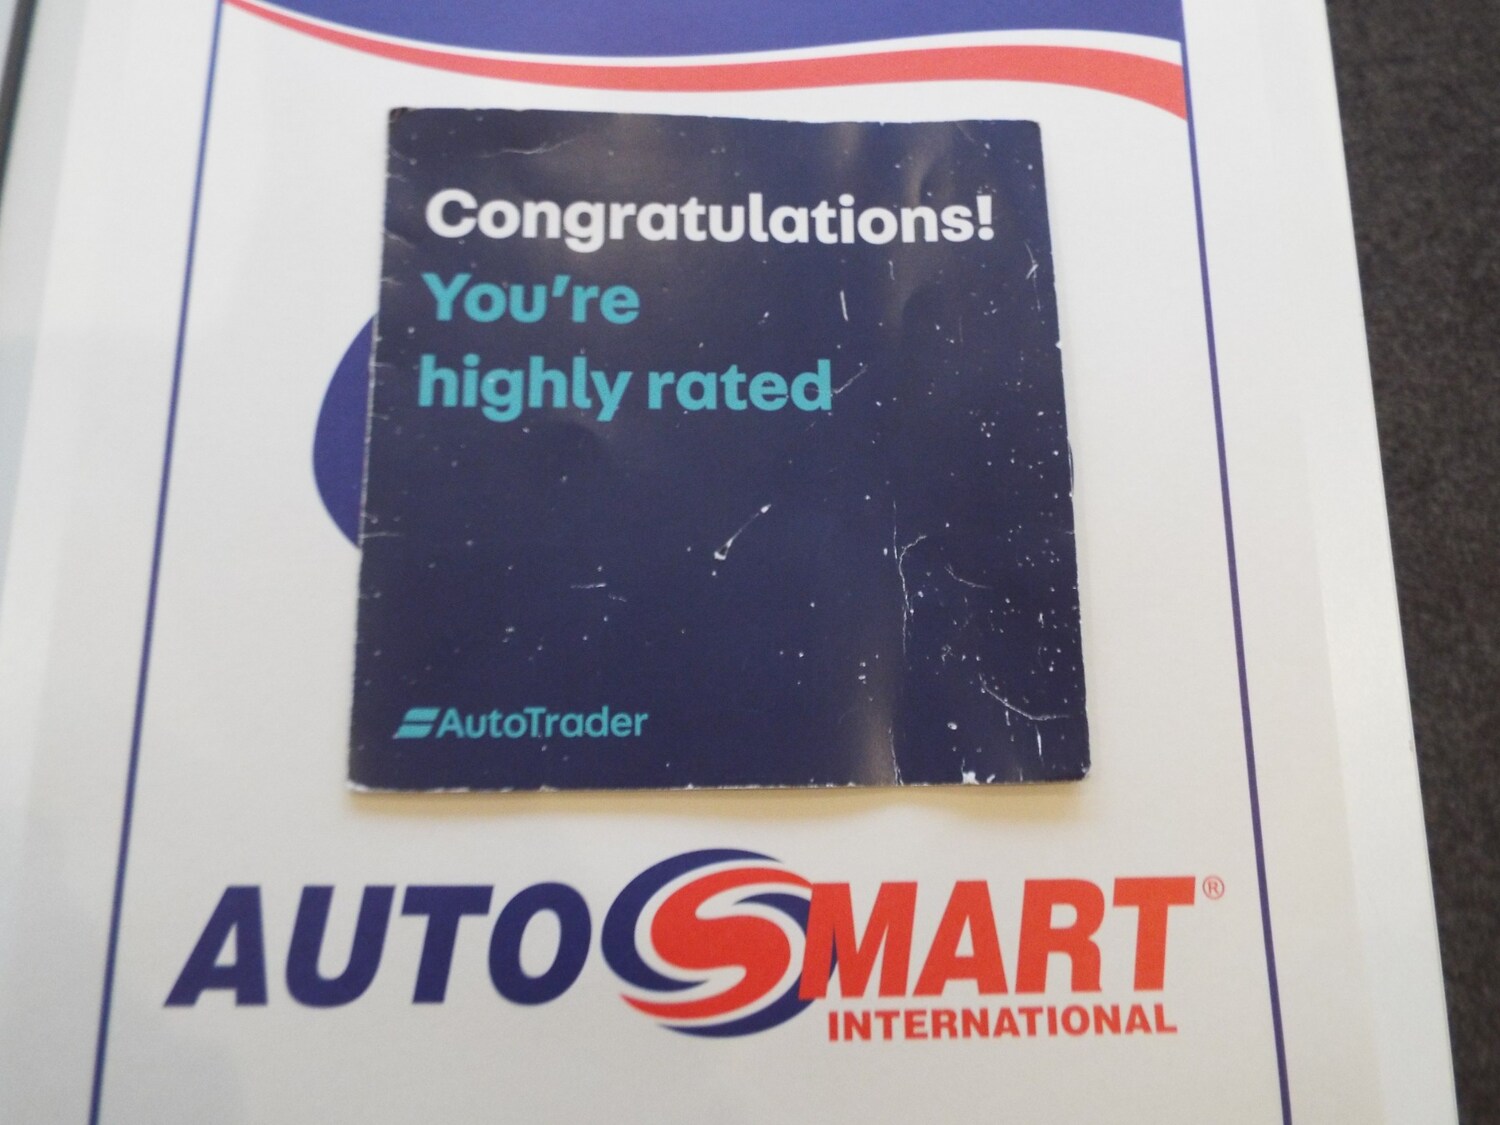 Congratulations!
You're
highly rated
AutoTrader
AUTOSMART®
INTERNATIONAL